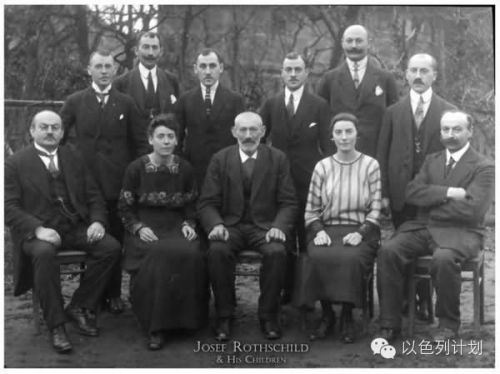 Josef Rothschild
& His Children
以色列计划